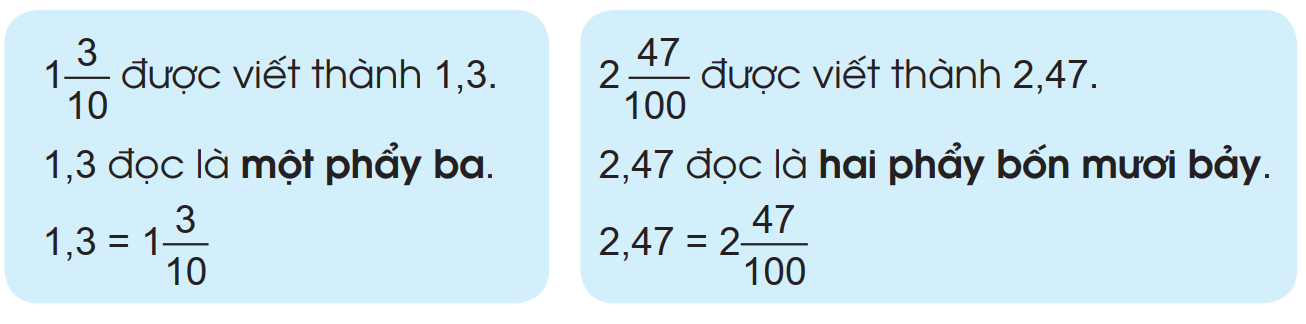 1 3/10 được viết thành 1,3.
1,3 đọc là một phẩy ba.
1,3 = 1 3/10
2 47/100 được viết thành 2,47.
2,47 đọc là hai phẩy bốn mươi bảy.
2,47 = 2 47/100